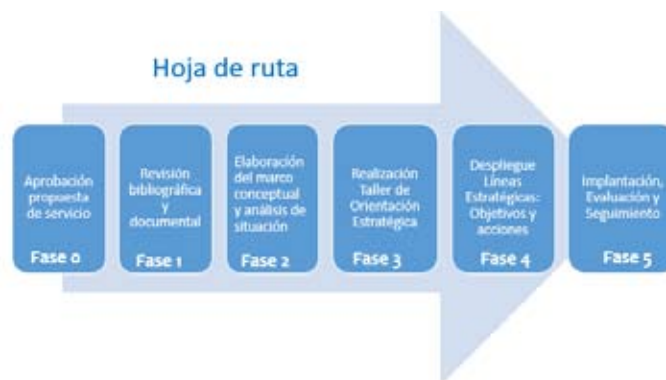 Hoja de ruta
Aprobación
propuesta
de servicio
Fase 0
Revisión
bibliográfica
y
documental
Fase 1
Elaboración
del marco
conceptual
y análisis de
situación
Fase 2
Realización
Taller de
Orientación
Estratégica
Fase 3
Despliegue
Líneas
Estratégicas:
Objetivos y
acciones
Fase 4
Implantación,
Evaluación y
Seguimiento
Fase 5